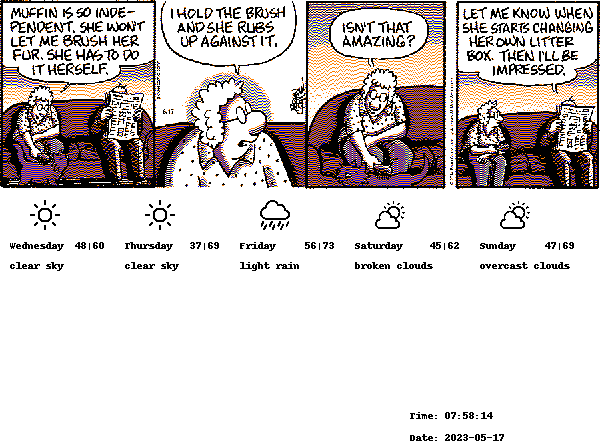 MUFFIN IS SO INDE-
PENDENT. SHE WON'T
LET ME BRUSH HER
FUR. SHE HAS TO DO
IT HERSELF.
I HOLD THE BRUSH
AND SHE RUBS
UP AGAINST IT.
6-17
ISN'T THAT
AMAZING?
LET ME KNOW WHEN
SHE STARTS CHANGING
HER OWN LITTER
BOX. THEN I'LL BE
IMPRESSED.
Wednesday 48|60
clear sky
Thursday 37|69
clear sky
Friday 56|73
light rain
Saturday 45|62
broken clouds
Sunday 47|69
overcast clouds
Time: 07:58:14
Date: 2023-05-17